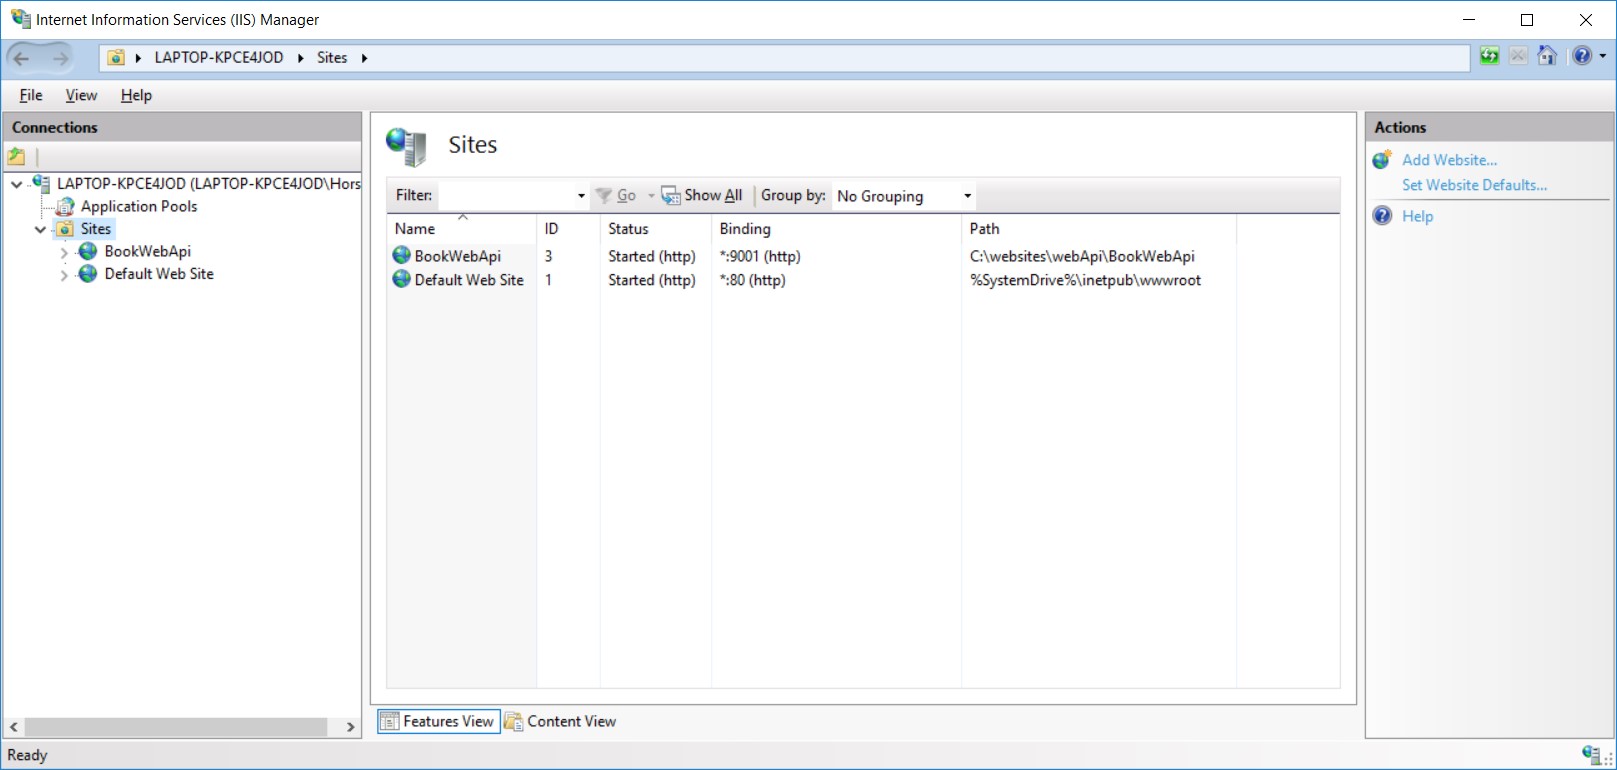 Internet Information Services (IIS) Manager
LAPTOP-KPCE4JOD Sites
File View Help
Connections
LAPTOP-KPCE4JOD (LAPTOP-KPCE4JOD\Hors
Application Pools
Sites
BookWebApi
Default Web Site
Sites
Filter: Go Show All Group by: No Grouping
Name ID Status Binding Path
BookWebApi 3 Started (http) *:9001 (http) C:\websites\webApi\BookWebApi
Default Web Site 1 Started (http) *:80 (http) %SystemDrive%\inetpub\wwwroot
Features View Content View
Actions
Add Website...
Set Website Defaults...
Help
Ready